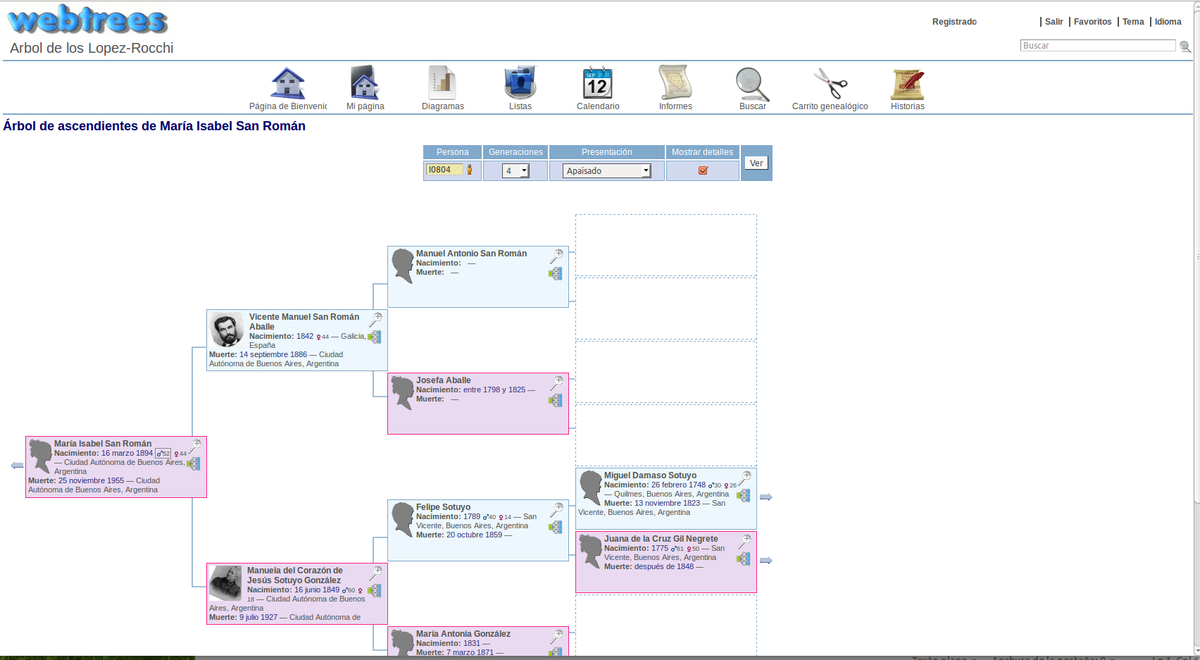 webtrees
Registrado
Salir
Favoritos
Tema
Idioma
Arbol de los Lopez-Rocchi
Buscar
Página de Bienvenic
Mi página
Diagramas
Listas
Calendario
Informes
Buscar
Carrito genealógico
Historias
SEP
12
Árbol de ascendientes de María Isabel San Román
Persona
Generaciones
Presentación
Mostrar detalles
I0804
4
Apaisado
Ver
Manuel Antonio San Román
Nacimiento: —
Muerte: —
Vicente Manuel San Román
Aballe
Nacimiento: 1842 ♀44 — Galicia,
España
Muerte: 14 septiembre 1886 — Ciudad
Autónoma de Buenos Aires, Argentina
Josefa Aballe
Nacimiento: entre 1798 y 1825 —
Muerte: —
María Isabel San Román
Nacimiento: 16 marzo 1894 ♂52 ♀44
— Ciudad Autónoma de Buenos Aires,
Argentina
Muerte: 25 noviembre 1955 — Ciudad
Autónoma de Buenos Aires, Argentina
Miguel Damaso Sotuyo
Nacimiento: 26 febrero 1748 ♂30 ♀26
— Quilmes, Buenos Aires, Argentina
Muerte: 13 noviembre 1823 — San
Vicente, Buenos Aires, Argentina
Felipe Sotuyo
Nacimiento: 1789 ♂40 ♀14 — San
Vicente, Buenos Aires, Argentina
Muerte: 20 octubre 1859 —
Juana de la Cruz Gil Negrete
Nacimiento: 1775 ♂61 ♀50 — San
Vicente, Buenos Aires, Argentina
Muerte: después de 1848 —
Manuela del Corazón de
Jesús Sotuyo González
Nacimiento: 16 junio 1849 ♂60 ♀
18 — Ciudad Autónoma de Buenos
Aires, Argentina
Muerte: 9 julio 1927 — Ciudad Autónoma de
María Antonia González
Nacimiento: 1831 —
Muerte: 7 marzo 1871 —